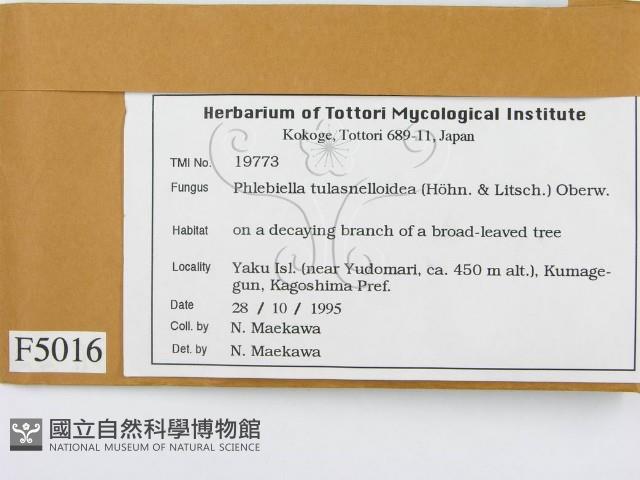 Herbarium of Tottori Mycological Institute
Kokoge, Tottori 689-11, Japan
TMI No. 19773
Fungus Phlebiella tulasnelloidea (Höhn. & Litsch.) Oberw.
Habitat on a decaying branch of a broad-leaved tree
Locality Yaku Isl. (near Yudomari, ca. 450 m alt.), Kumage-
gun, Kagoshima Pref.
Date 28 / 10 / 1995
Coll. by N. Maekawa
Det. by N. Maekawa
F5016
國立自然科學博物館
NATIONAL MUSEUM OF NATURAL SCIENCE